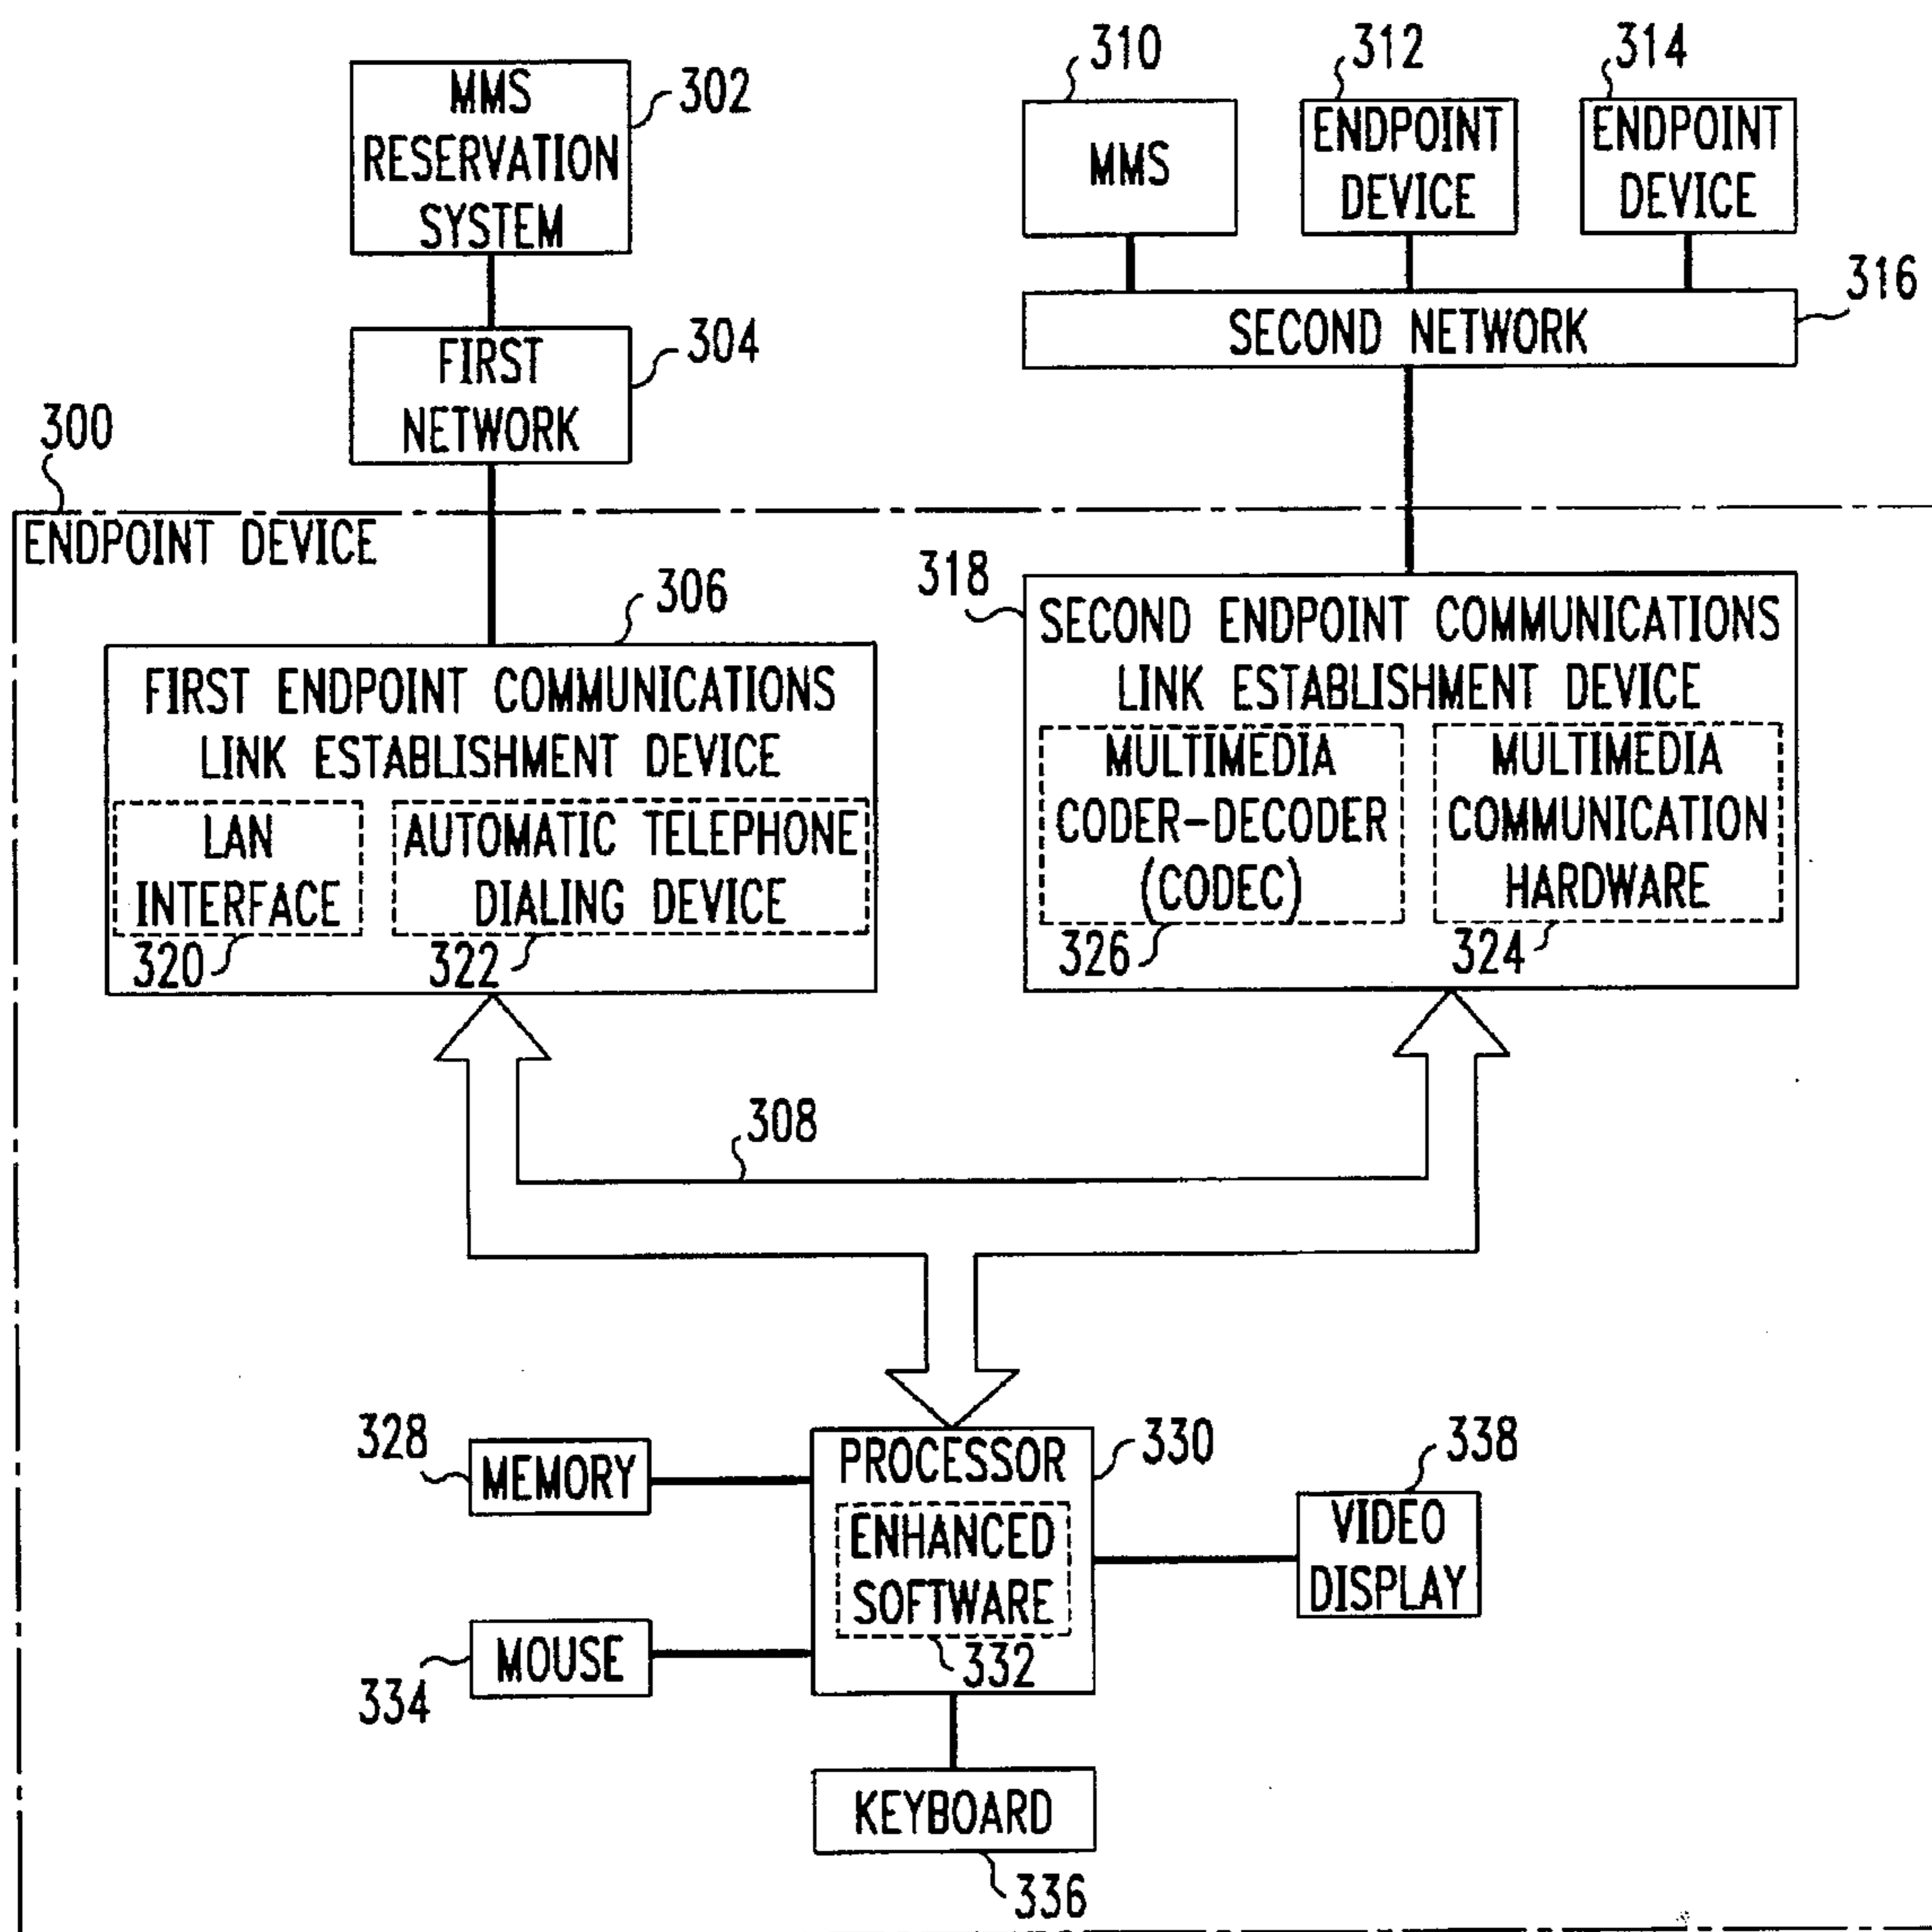 310
312
314
MMS
RESERVATION
SYSTEM
302
MMS
ENDPOINT
DEVICE
ENDPOINT
DEVICE
316
SECOND NETWORK
FIRST
NETWORK
304
300
ENDPOINT DEVICE
306
FIRST ENDPOINT COMMUNICATIONS
LINK ESTABLISHMENT DEVICE
LAN
INTERFACE
320
AUTOMATIC TELEPHONE
DIALING DEVICE
322
318
SECOND ENDPOINT COMMUNICATIONS
LINK ESTABLISHMENT DEVICE
MULTIMEDIA
CODER-DECODER
(CODEC)
326
MULTIMEDIA
COMMUNICATION
HARDWARE
324
308
328
MEMORY
PROCESSOR
330
ENHANCED
SOFTWARE
332
338
VIDEO
DISPLAY
MOUSE
334
KEYBOARD
336